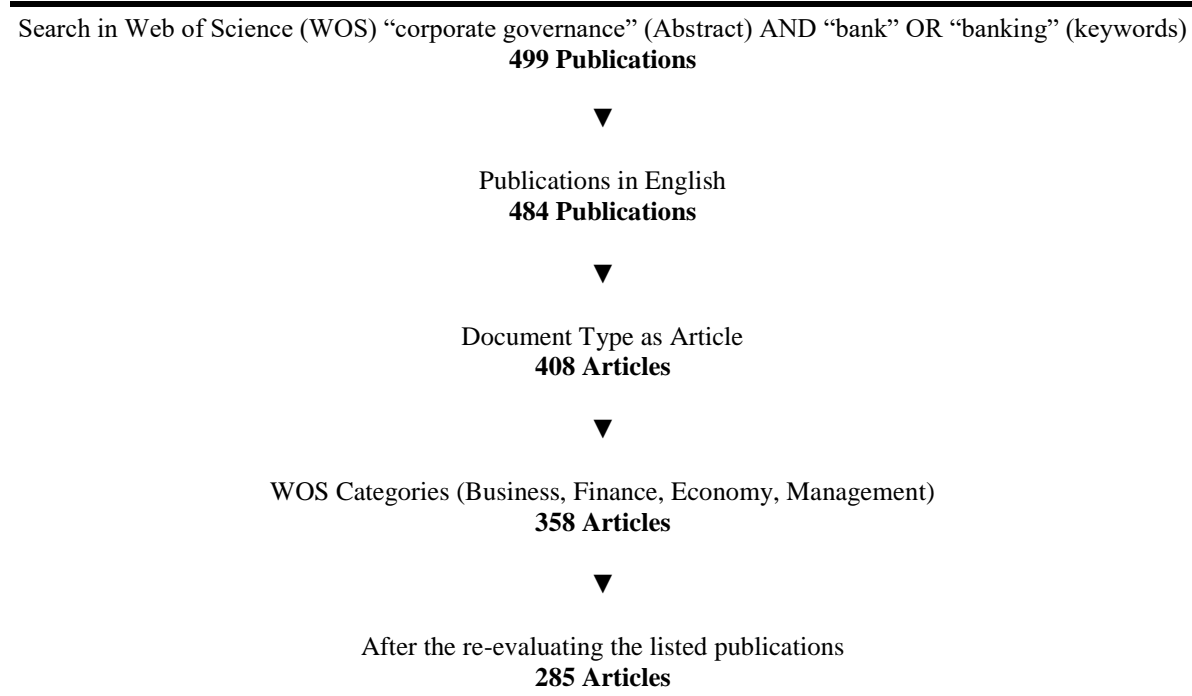 Search in Web of Science (WOS) “corporate governance” (Abstract) AND “bank” OR “banking” (keywords)
499 Publications
▼
Publications in English
484 Publications
▼
Document Type as Article
408 Articles
▼
WOS Categories (Business, Finance, Economy, Management)
358 Articles
▼
After the re-evaluating the listed publications
285 Articles